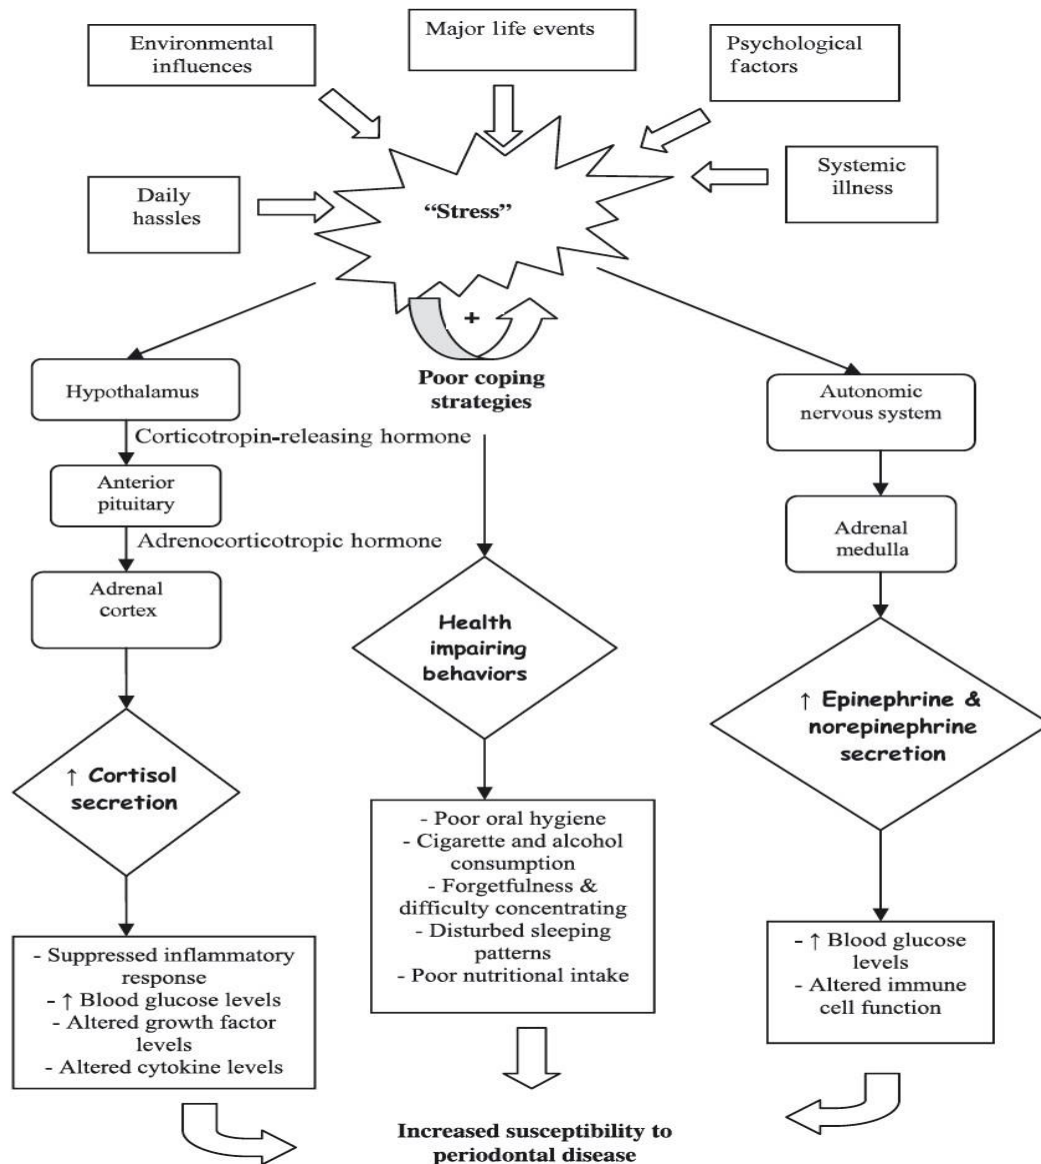 Environmental
influences
Major life events
Psychological
factors
Daily
hassles
"Stress"
Systemic
illness
+
Poor coping
strategies
Hypothalamus
Autonomic
nervous system
Corticotropin-releasing hormone
Anterior
pituitary
Adrenal
medulla
Adrenocorticotropic hormone
Adrenal
cortex
Health
impairing
behaviors
↑ Epinephrine &
norepinephrine
secretion
↑ Cortisol
secretion
- Poor oral hygiene
- Cigarette and alcohol
consumption
- Forgetfulness &
difficulty concentrating
- Disturbed sleeping
patterns
- Poor nutritional intake
- Suppressed inflammatory
response
- ↑ Blood glucose levels
- Altered growth factor
levels
- Altered cytokine levels
- ↑ Blood glucose
levels
- Altered immune
cell function
Increased susceptibility to
periodontal disease